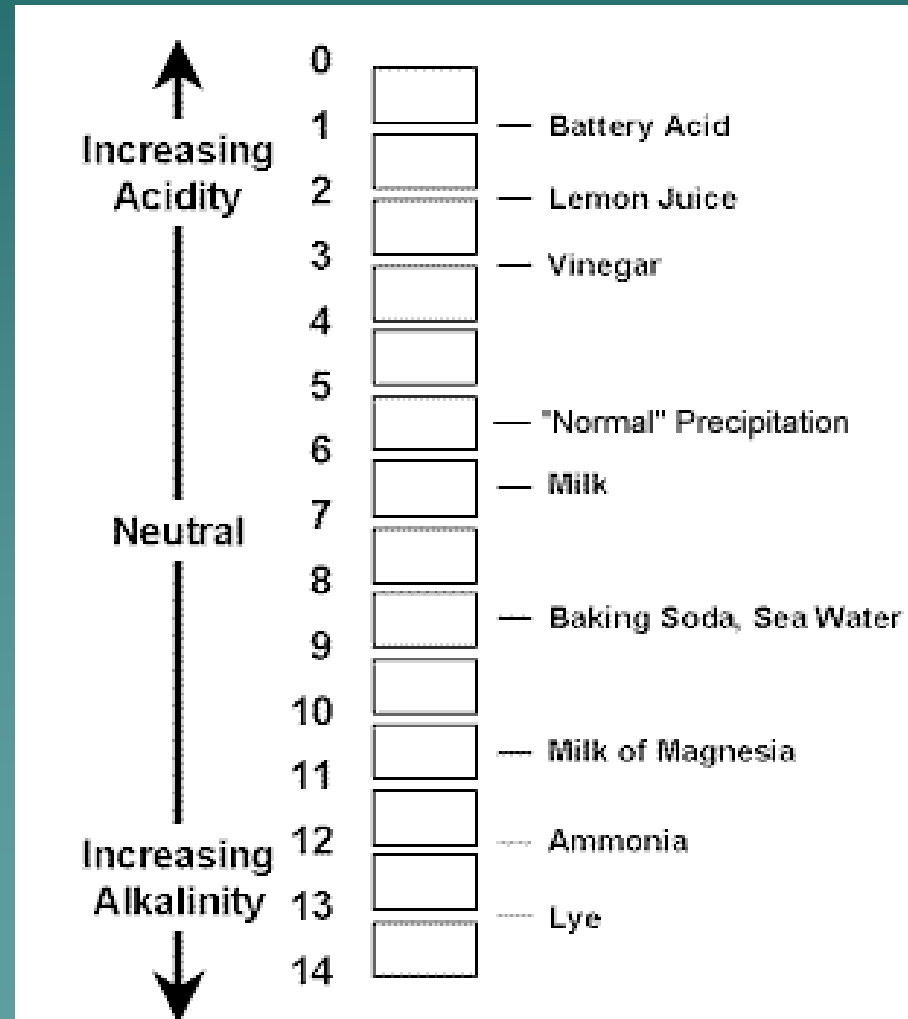 0
1
Battery Acid
Increasing
Acidity
2
Lemon Juice
3
Vinegar
4
5
"Normal" Precipitation
6
Milk
7
Neutral
8
Baking Soda, Sea Water
9
10
Milk of Magnesia
11
12
Ammonia
Increasing
Alkalinity
13
Lye
14